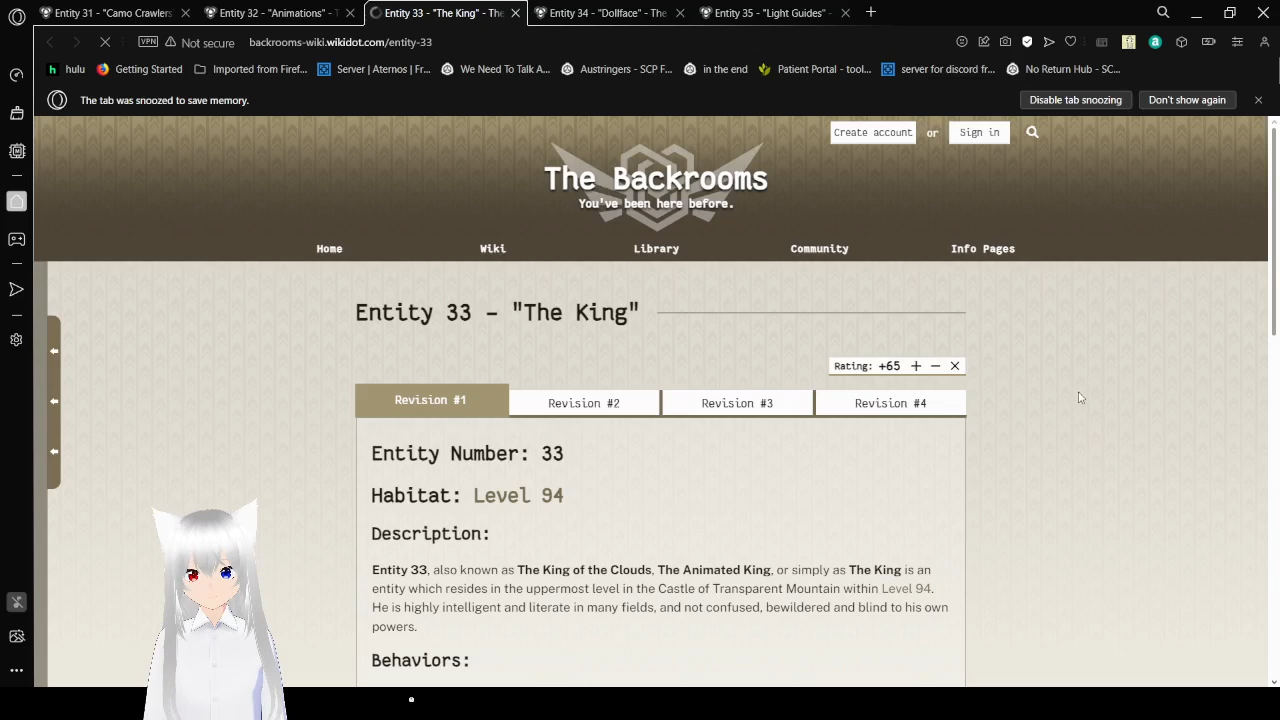 Entity 31 - "Camo Crawlers"
Entity 32 - "Animations" - T
Entity 33 - "The King" - The
Entity 34 - "Dollface" - The
Entity 35 - "Light Guides" -
VPN
Not secure
backrooms-wiki.wikidot.com/entity-33
hulu
Getting Started
Imported from Firef...
Server | Aternos | Fr...
We Need To Talk A...
Austringers - SCP F...
in the end
Patient Portal - tool...
server for discord fr...
No Return Hub - SC...
The tab was snoozed to save memory.
Disable tab snoozing
Don't show again
Create account
or
Sign in
The Backrooms
You've been here before.
Home
Wiki
Library
Community
Info Pages
Entity 33 - "The King"
Rating: +65
Revision #1
Revision #2
Revision #3
Revision #4
Entity Number: 33
Habitat: Level 94
Description:
Entity 33, also known as The King of the Clouds, The Animated King, or simply as The King is an
entity which resides in the uppermost level in the Castle of Transparent Mountain within Level 94.
He is highly intelligent and literate in many fields, and not confused, bewildered and blind to his own
powers.
Behaviors: